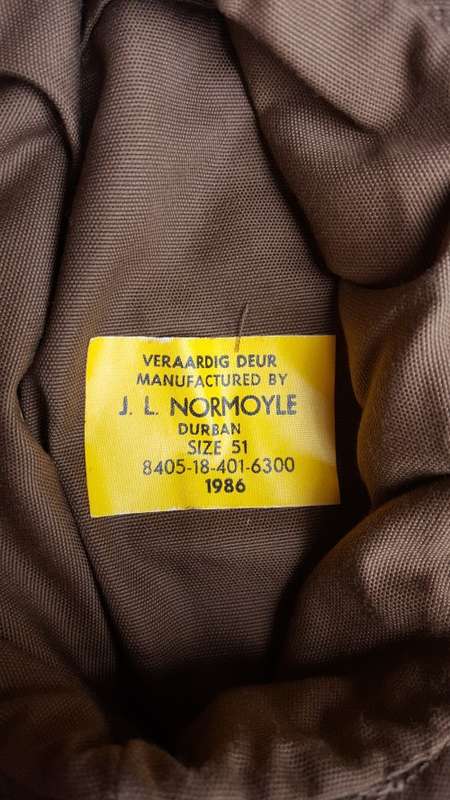 VERAARDIG DEUR
MANUFACTURED BY
J. L. NORMOYLE
DURBAN
SIZE 51
8405-18-401-6300
1986